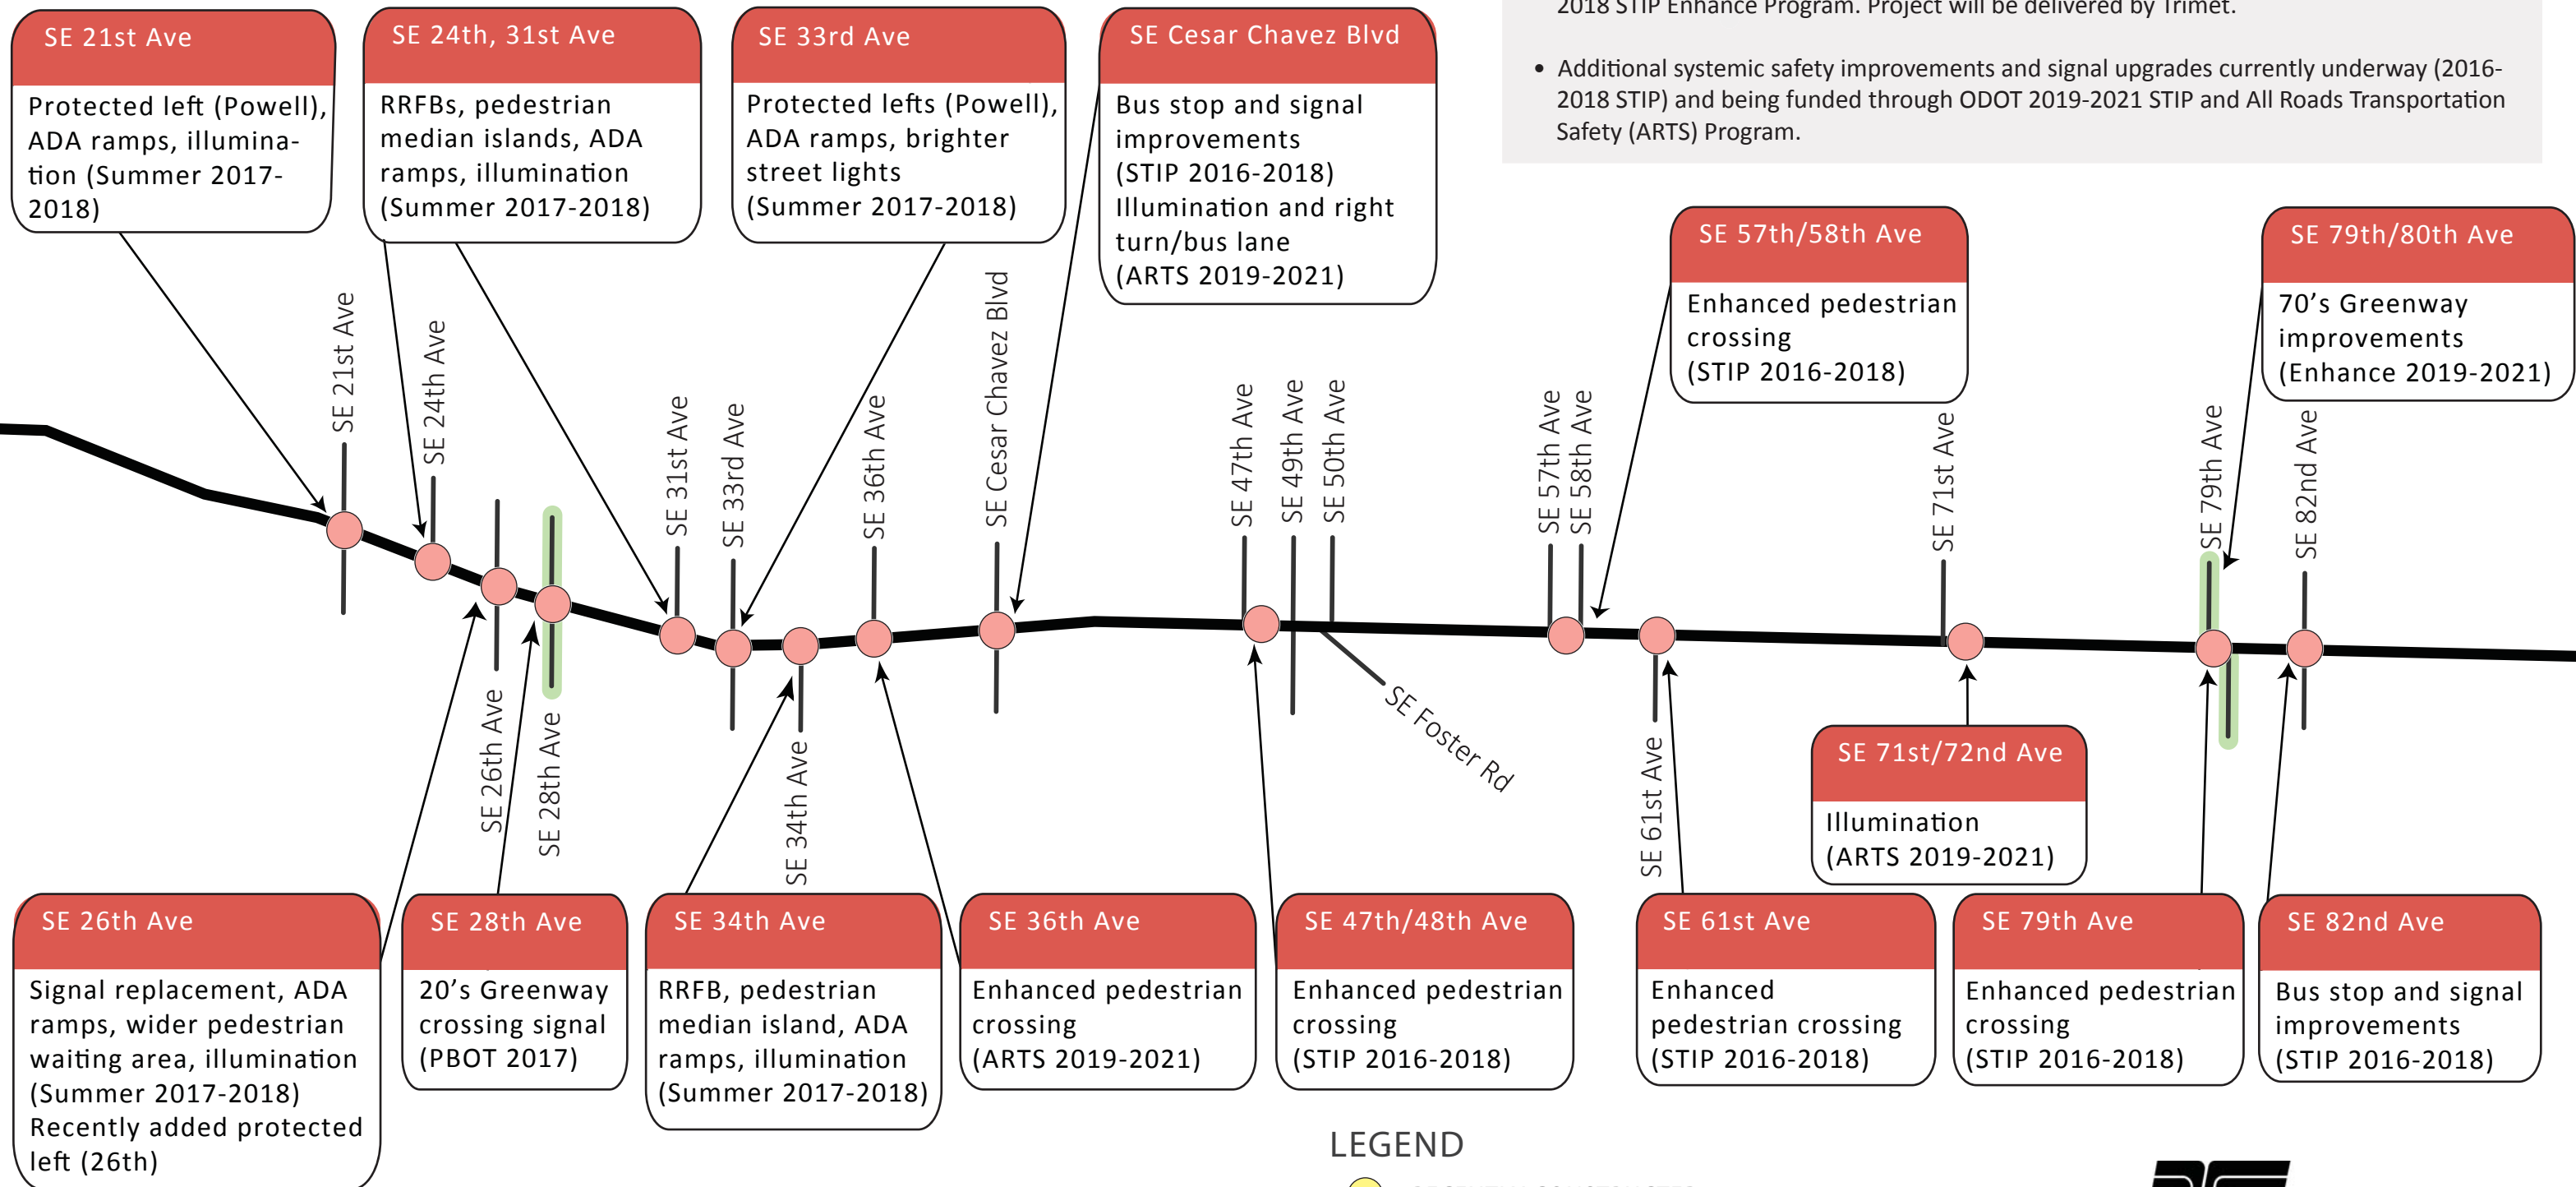 2018 STIP Enhance Program. Project will be delivered by Trimet.
• Additional systemic safety improvements and signal upgrades currently underway (2016-
2018 STIP) and being funded through ODOT 2019-2021 STIP and All Roads Transportation
Safety (ARTS) Program.
SE 21st Ave
Protected left (Powell),
ADA ramps, illumina-
tion (Summer 2017-
2018)
SE 24th, 31st Ave
RRFBs, pedestrian
median islands, ADA
ramps, illumination
(Summer 2017-2018)
SE 33rd Ave
Protected lefts (Powell),
ADA ramps, brighter
street lights
(Summer 2017-2018)
SE Cesar Chavez Blvd
Bus stop and signal
improvements
(STIP 2016-2018)
Illumination and right
turn/bus lane
(ARTS 2019-2021)
SE 57th/58th Ave
Enhanced pedestrian
crossing
(STIP 2016-2018)
SE 79th/80th Ave
70's Greenway
improvements
(Enhance 2019-2021)
SE 21st Ave
SE 24th Ave
SE 26th Ave
SE 28th Ave
SE 31st Ave
SE 33rd Ave
SE 34th Ave
SE 36th Ave
SE Cesar Chavez Blvd
SE 47th Ave
SE 49th Ave
SE 50th Ave
SE Foster Rd
SE 57th Ave
SE 58th Ave
SE 61st Ave
SE 71st Ave
SE 79th Ave
SE 82nd Ave
SE 71st/72nd Ave
Illumination
(ARTS 2019-2021)
SE 26th Ave
Signal replacement, ADA
ramps, wider pedestrian
waiting area, illumination
(Summer 2017-2018)
Recently added protected
left (26th)
SE 28th Ave
20's Greenway
crossing signal
(PBOT 2017)
SE 34th Ave
RRFB, pedestrian
median island, ADA
ramps, illumination
(Summer 2017-2018)
SE 36th Ave
Enhanced pedestrian
crossing
(ARTS 2019-2021)
SE 47th/48th Ave
Enhanced pedestrian
crossing
(STIP 2016-2018)
SE 61st Ave
Enhanced
pedestrian crossing
(STIP 2016-2018)
SE 79th Ave
Enhanced pedestrian
crossing
(STIP 2016-2018)
SE 82nd Ave
Bus stop and signal
improvements
(STIP 2016-2018)
LEGEND